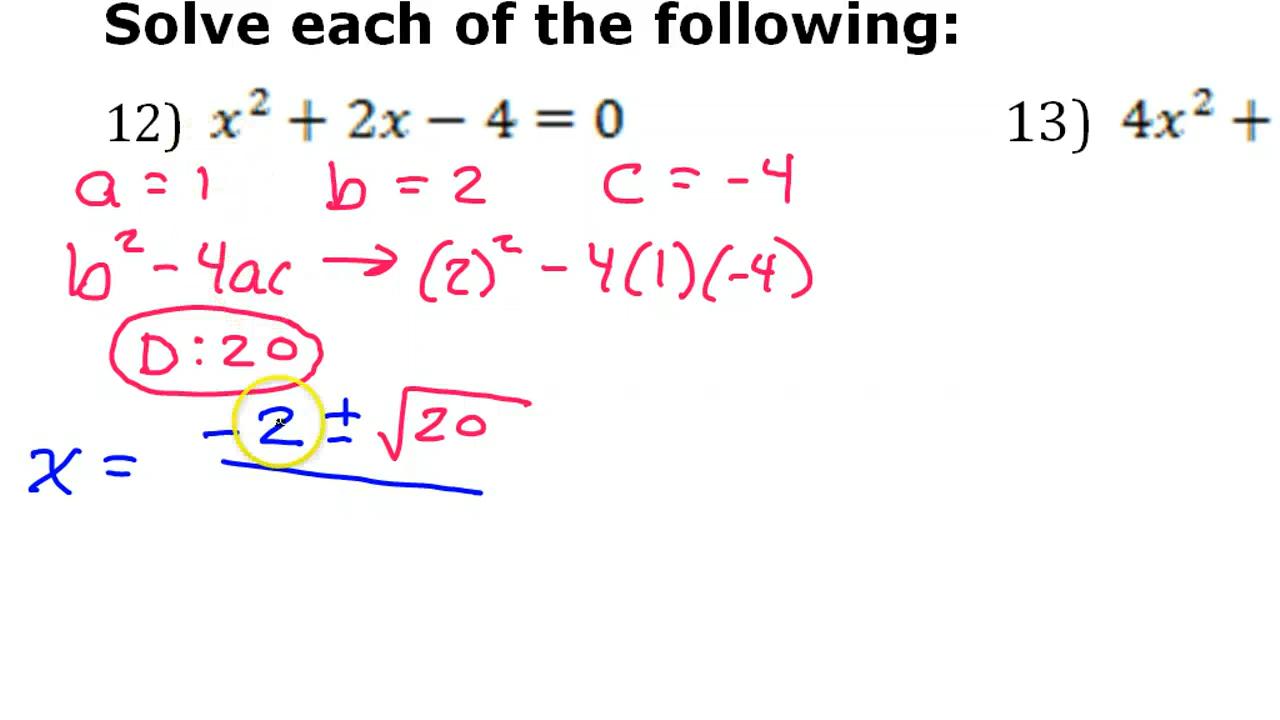 Solve each of the following:
12) x² + 2x − 4 = 0
13) 4x² +
a = 1 b = 2 c = -4
b² - 4ac → (2)² - 4(1)(-4)
D : 20
x = -2 ± √20